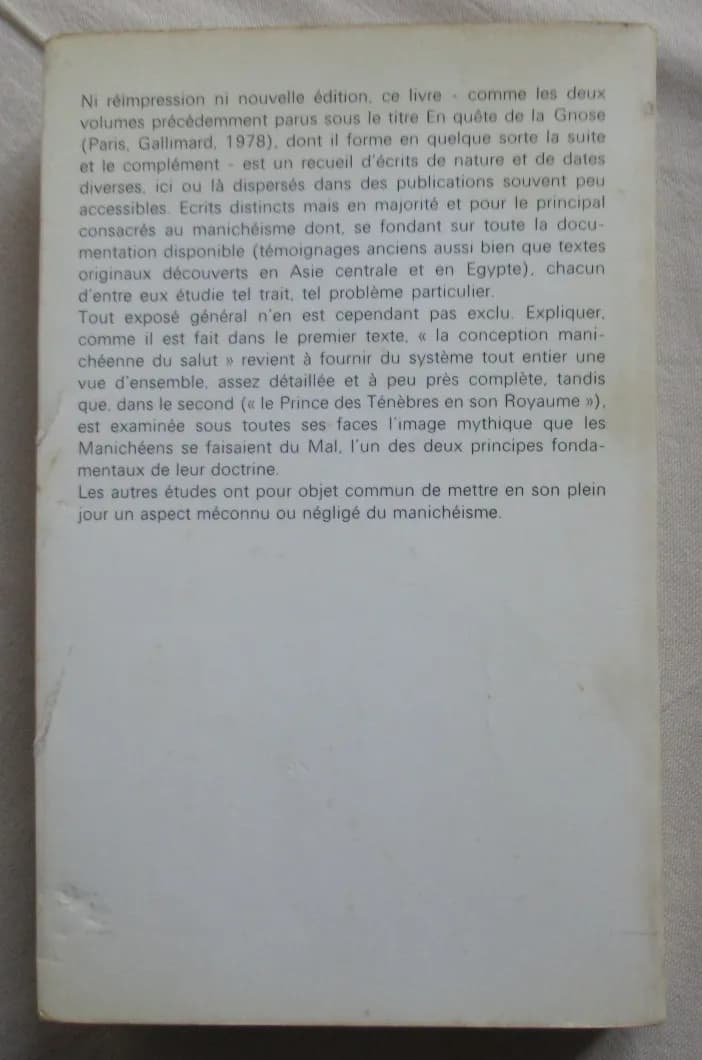 Ni réimpression ni nouvelle édition, ce livre - comme les deux
volumes précédemment parus sous le titre En quête de la Gnose
(Paris, Gallimard, 1978), dont il forme en quelque sorte la suite
et le complément - est un recueil d'écrits de nature et de dates
diverses, ici ou là dispersés dans des publications souvent peu
accessibles. Ecrits distincts mais en majorité et pour le principal
consacrés au manichéisme dont, se fondant sur toute la docu-
mentation disponible (témoignages anciens aussi bien que textes
originaux découverts en Asie centrale et en Egypte), chacun
d'entre eux étudie tel trait, tel problème particulier.
Tout exposé général n'en est cependant pas exclu. Expliquer,
comme il est fait dans le premier texte, « la conception mani-
chéenne du salut » revient à fournir du système tout entier une
vue d'ensemble, assez détaillée et à peu près complète, tandis
que, dans le second (« le Prince des Ténèbres en son Royaume »),
est examinée sous toutes ses faces l'image mythique que les
Manichéens se faisaient du Mal, l'un des deux principes fonda-
mentaux de leur doctrine.
Les autres études ont pour objet commun de mettre en son plein
jour un aspect méconnu ou négligé du manichéisme.